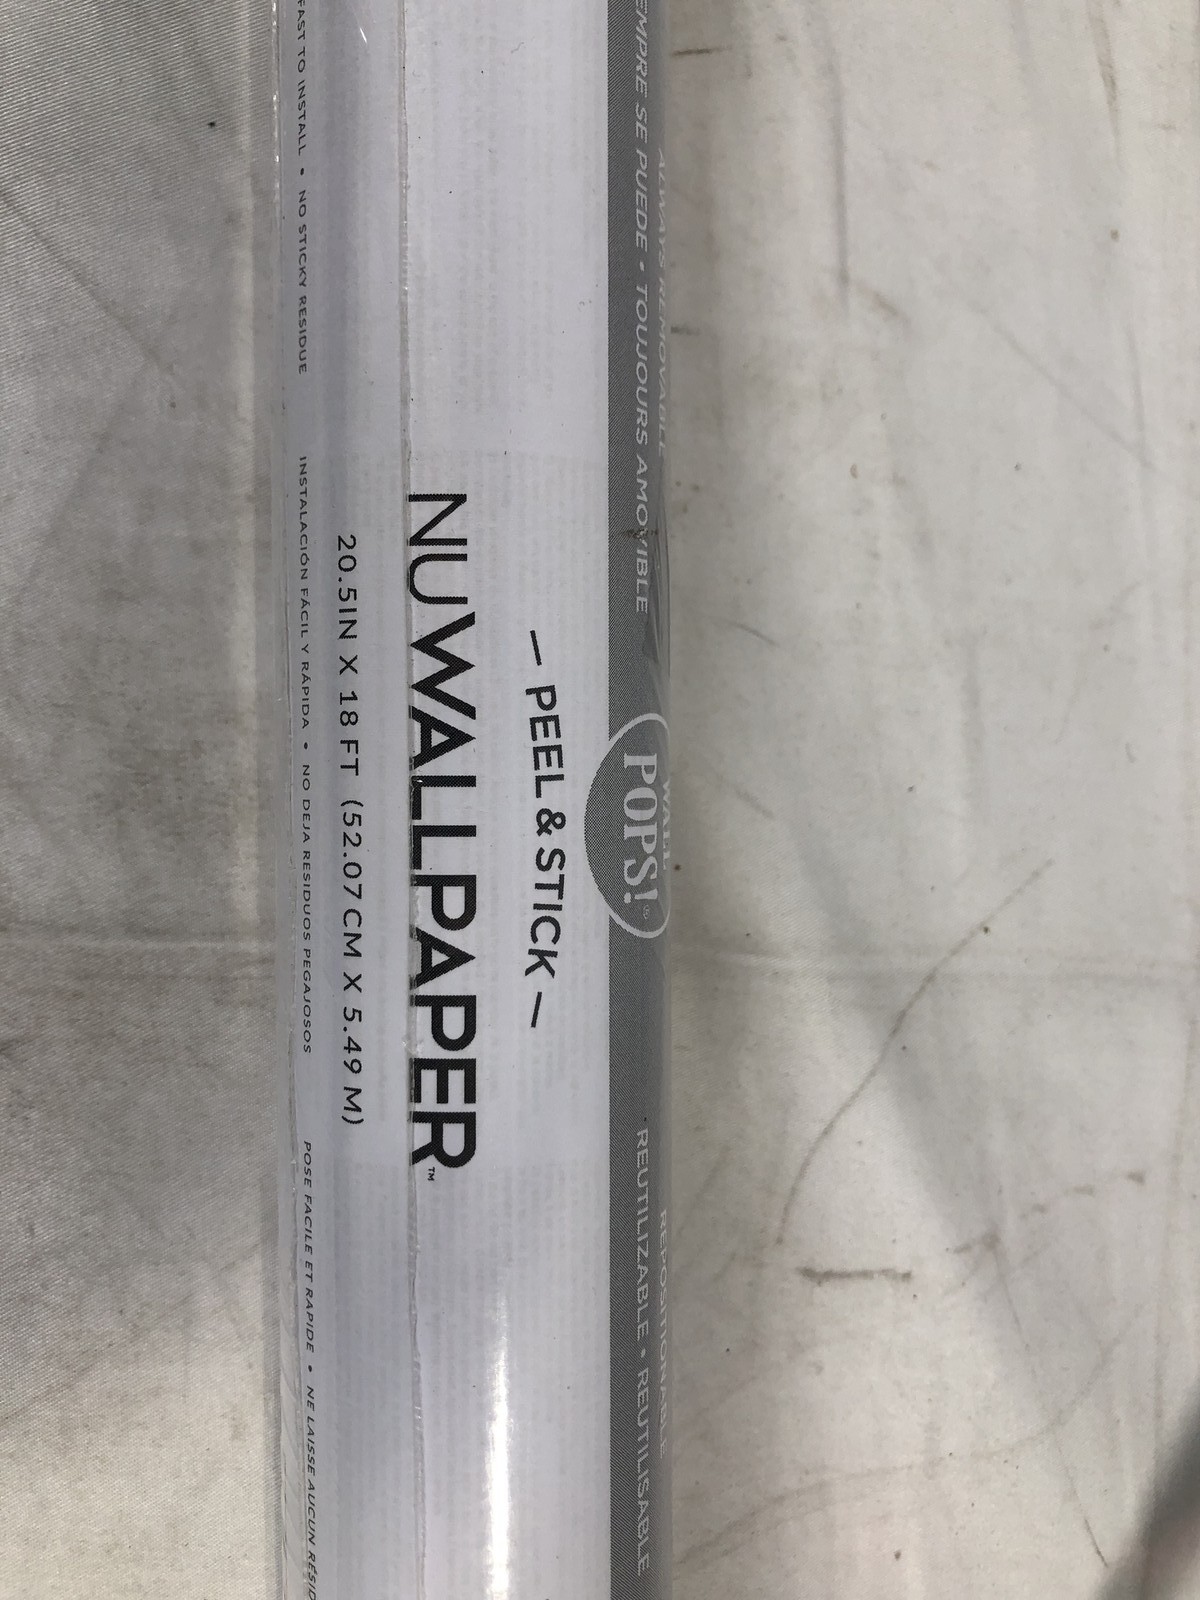 ALWAYS REMOVABLE
SE PUEDE • TOUJOURS AMOVIBLE
WALL
POPS!®
REPOSITIONABLE
REUTILIZABLE • REUTILISABLE
— PEEL & STICK —
NUWALLPAPER™
20.5IN X 18 FT (52.07 CM X 5.49 M)
FAST TO INSTALL • NO STICKY RESIDUE
INSTALACIÓN FÁCIL Y RÁPIDA • NO DEJA RESIDUOS PEGAJOSOS
POSE FACILE ET RAPIDE • NE LAISSE AUCUN